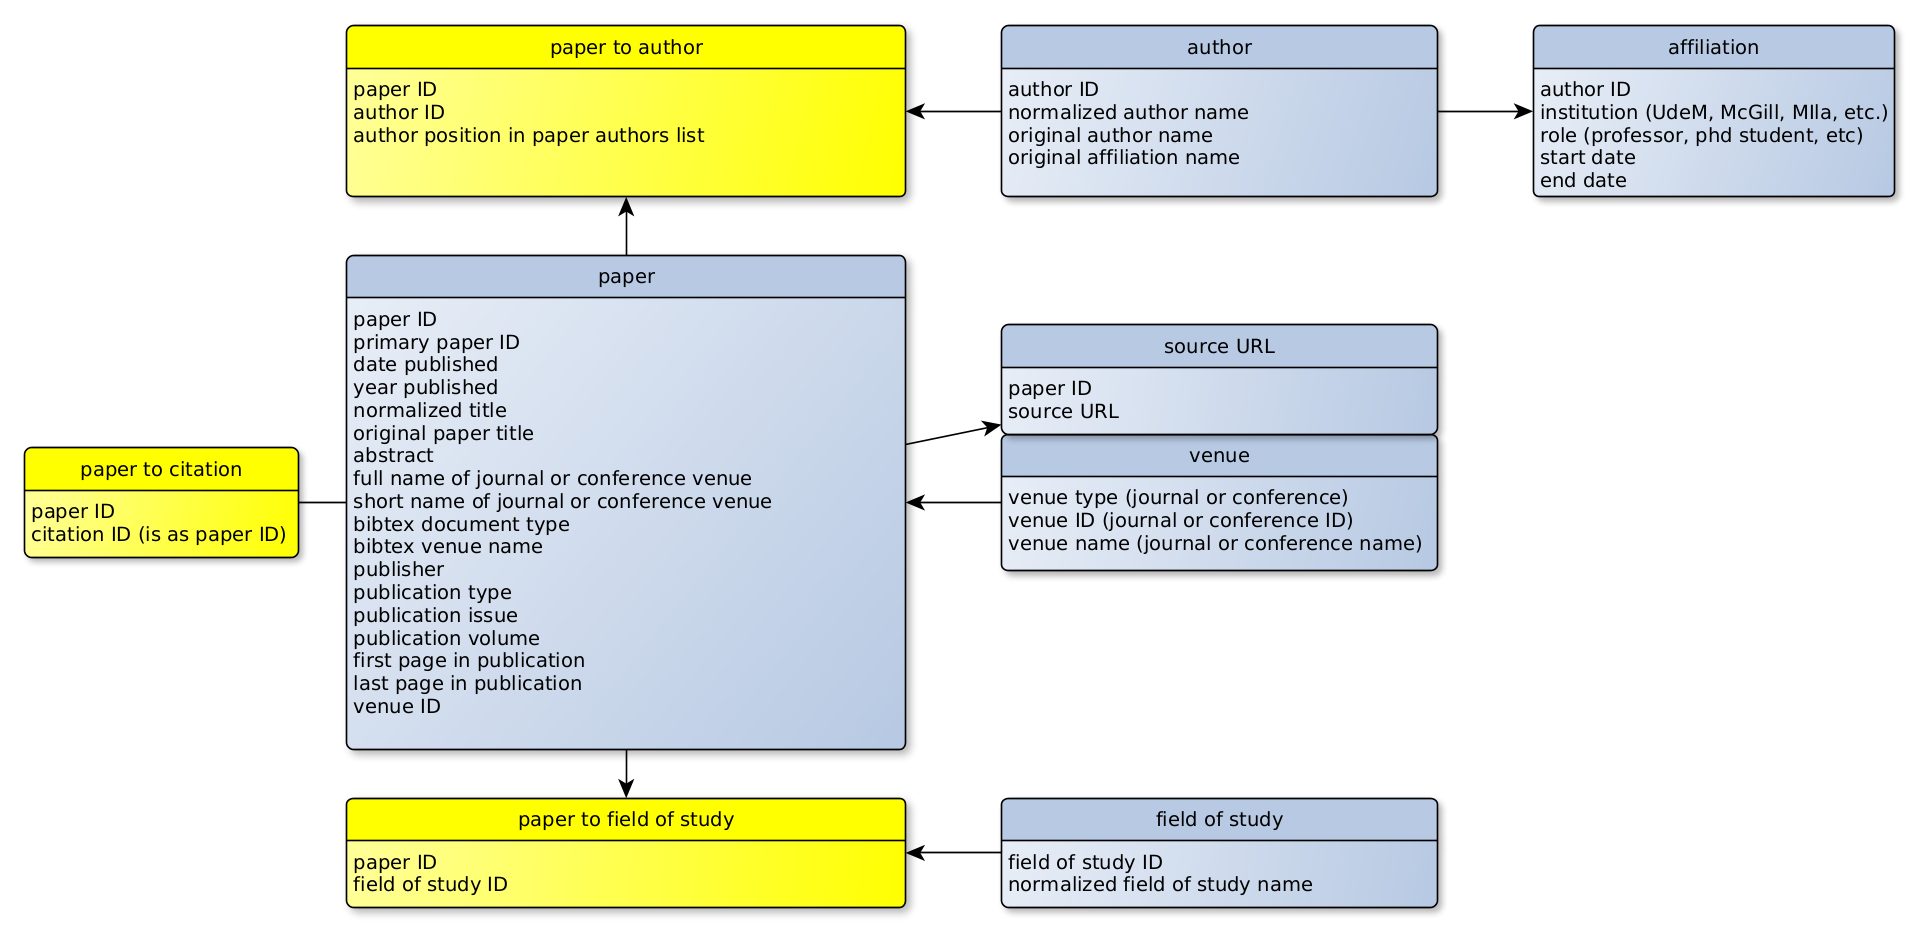 paper to author
paper ID
author ID
author position in paper authors list
author
author ID
normalized author name
original author name
original affiliation name
affiliation
author ID
institution (UdeM, McGill, MIla, etc.)
role (professor, phd student, etc)
start date
end date
paper
paper ID
primary paper ID
date published
year published
normalized title
original paper title
abstract
full name of journal or conference venue
short name of journal or conference venue
bibtex document type
bibtex venue name
publisher
publication type
publication issue
publication volume
first page in publication
last page in publication
venue ID
source URL
paper ID
source URL
venue
venue type (journal or conference)
venue ID (journal or conference ID)
venue name (journal or conference name)
paper to citation
paper ID
citation ID (is as paper ID)
paper to field of study
paper ID
field of study ID
field of study
field of study ID
normalized field of study name